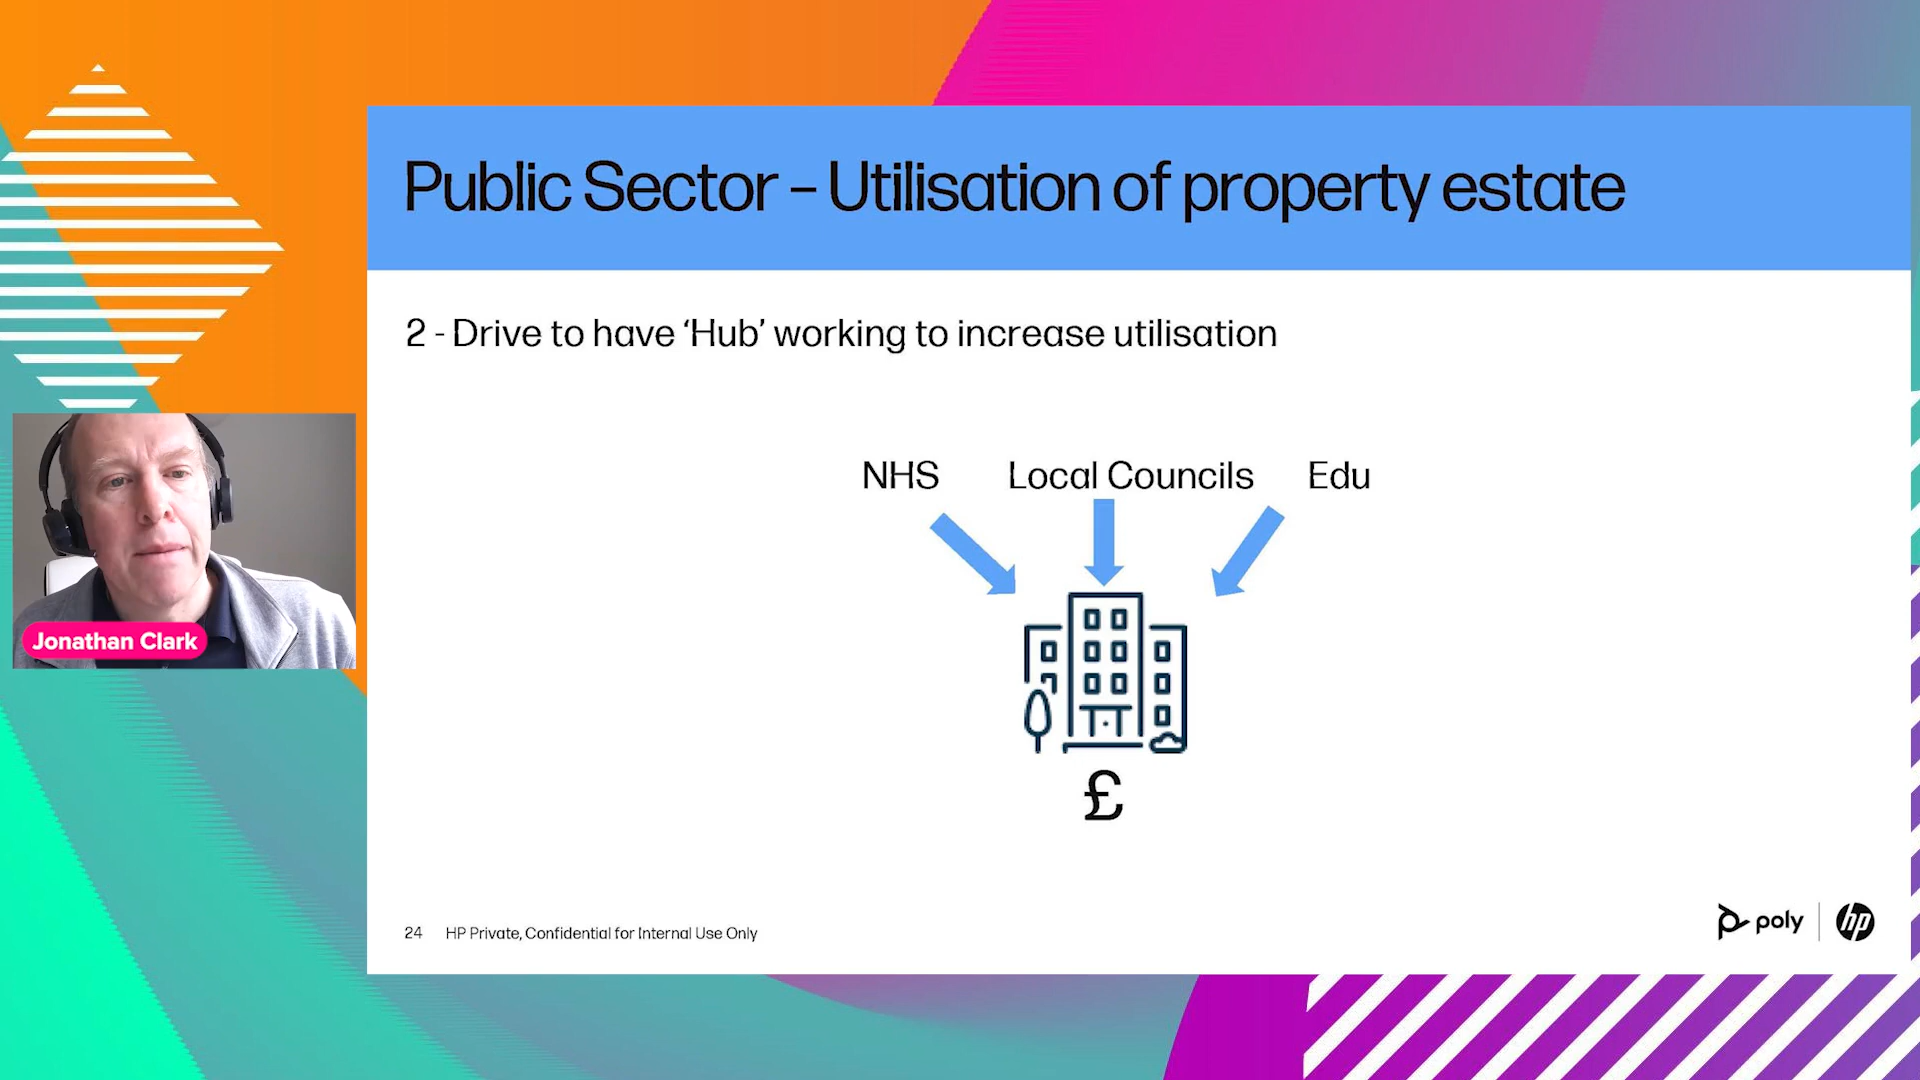 Public Sector – Utilisation of property estate
2 - Drive to have ‘Hub’ working to increase utilisation
NHS Local Councils Edu
£
Jonathan Clark
24 HP Private, Confidential for Internal Use Only
poly hp